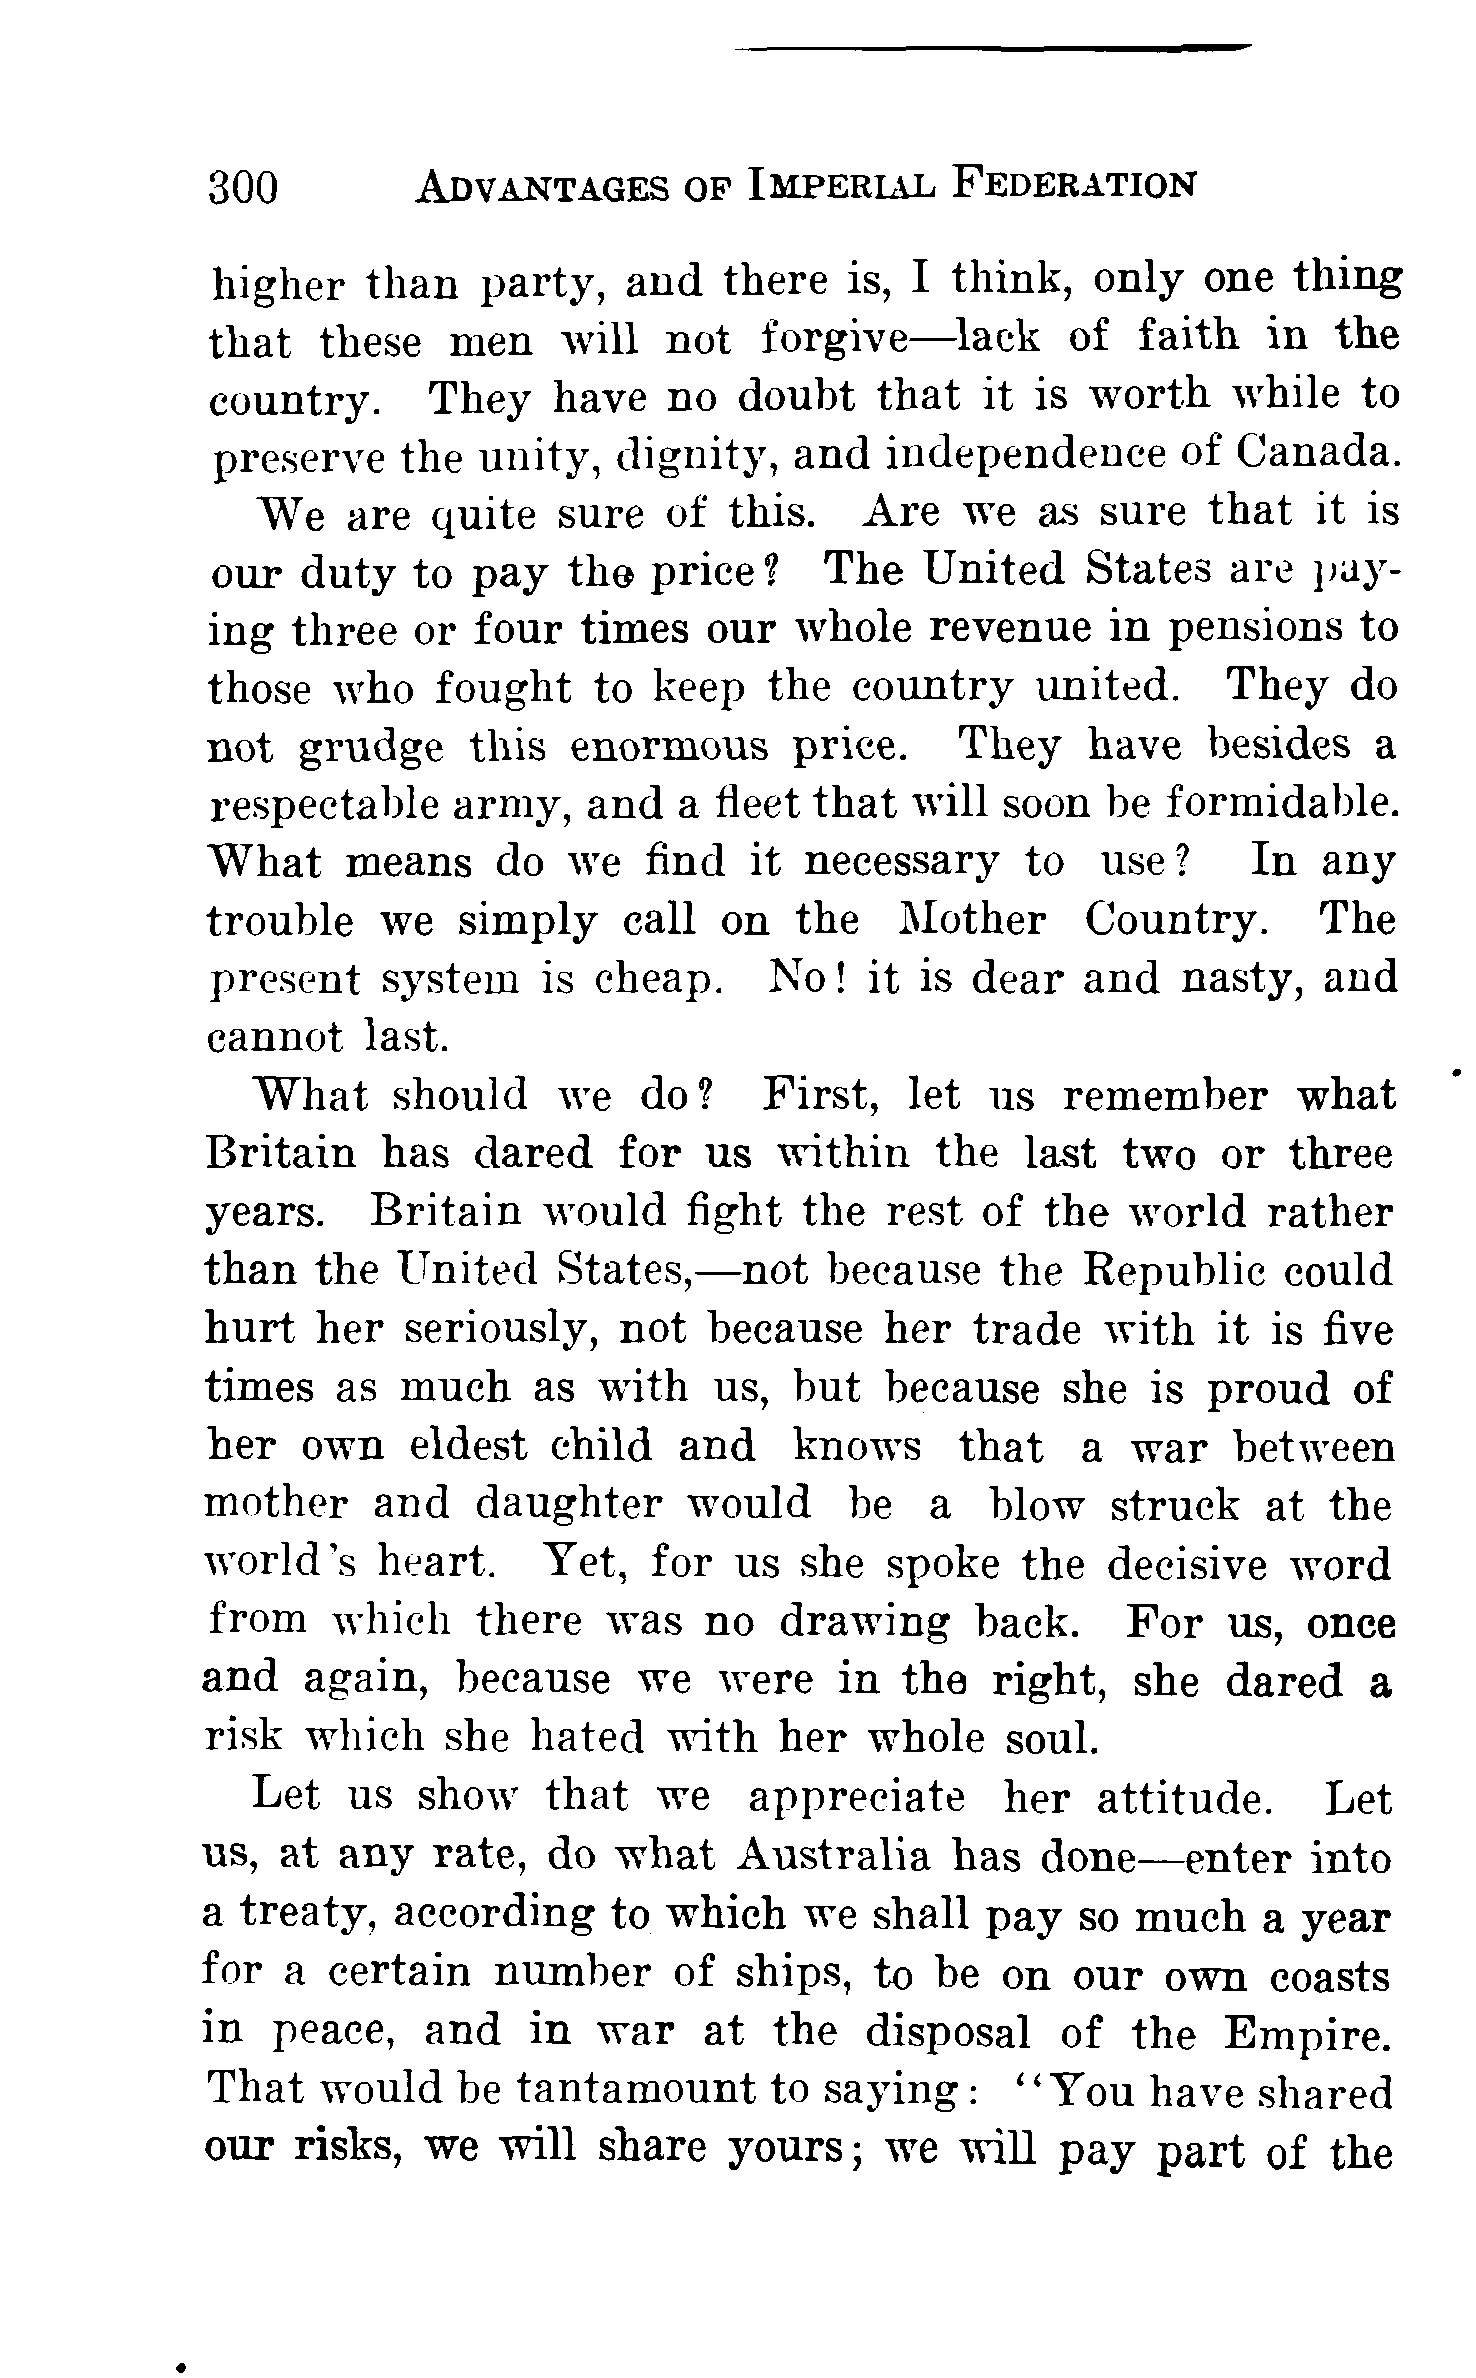 300 ADVANTAGES OF IMPERIAL FEDERATION
higher than party, and there is, I think, only one thing
that these men will not forgive—lack of faith in the
country. They have no doubt that it is worth while to
preserve the unity, dignity, and independence of Canada.
We are quite sure of this. Are we as sure that it is
our duty to pay the price? The United States are pay-
ing three or four times our whole revenue in pensions to
those who fought to keep the country united. They do
not grudge this enormous price. They have besides a
respectable army, and a fleet that will soon be formidable.
What means do we find it necessary to use? In any
trouble we simply call on the Mother Country. The
present system is cheap. No! it is dear and nasty, and
cannot last.
What should we do? First, let us remember what
Britain has dared for us within the last two or three
years. Britain would fight the rest of the world rather
than the United States,—not because the Republic could
hurt her seriously, not because her trade with it is five
times as much as with us, but because she is proud of
her own eldest child and knows that a war between
mother and daughter would be a blow struck at the
world's heart. Yet, for us she spoke the decisive word
from which there was no drawing back. For us, once
and again, because we were in the right, she dared a
risk which she hated with her whole soul.
Let us show that we appreciate her attitude. Let
us, at any rate, do what Australia has done—enter into
a treaty, according to which we shall pay so much a year
for a certain number of ships, to be on our own coasts
in peace, and in war at the disposal of the Empire.
That would be tantamount to saying: "You have shared
our risks, we will share yours; we will pay part of the